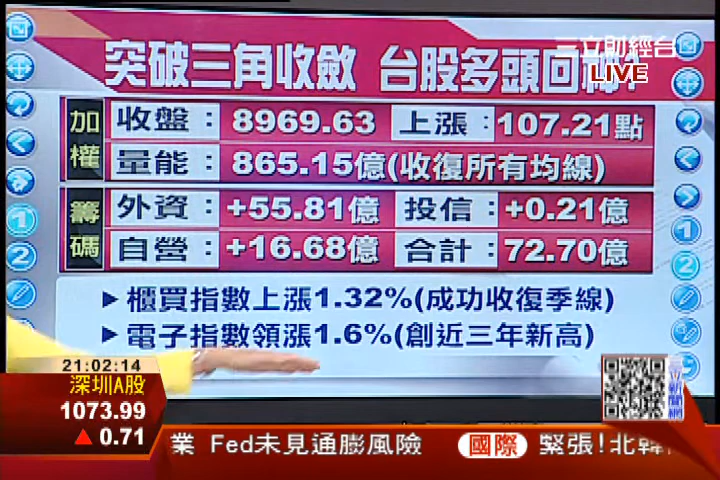 三立財經台
LIVE
突破三角收斂 台股多頭回
加權
收盤：8969.63 上漲：107.21點
量能：865.15億(收復所有均線)
籌碼
外資：+55.81億 投信：+0.21億
自營：+16.68億 合計：72.70億
▶櫃買指數上漲1.32%(成功收復季線)
▶電子指數領漲1.6%(創近三年新高)
21:02:14
深圳A股
1073.99
▲0.71
三立新聞網
業 Fed未見通膨風險 國際 緊張!北韓